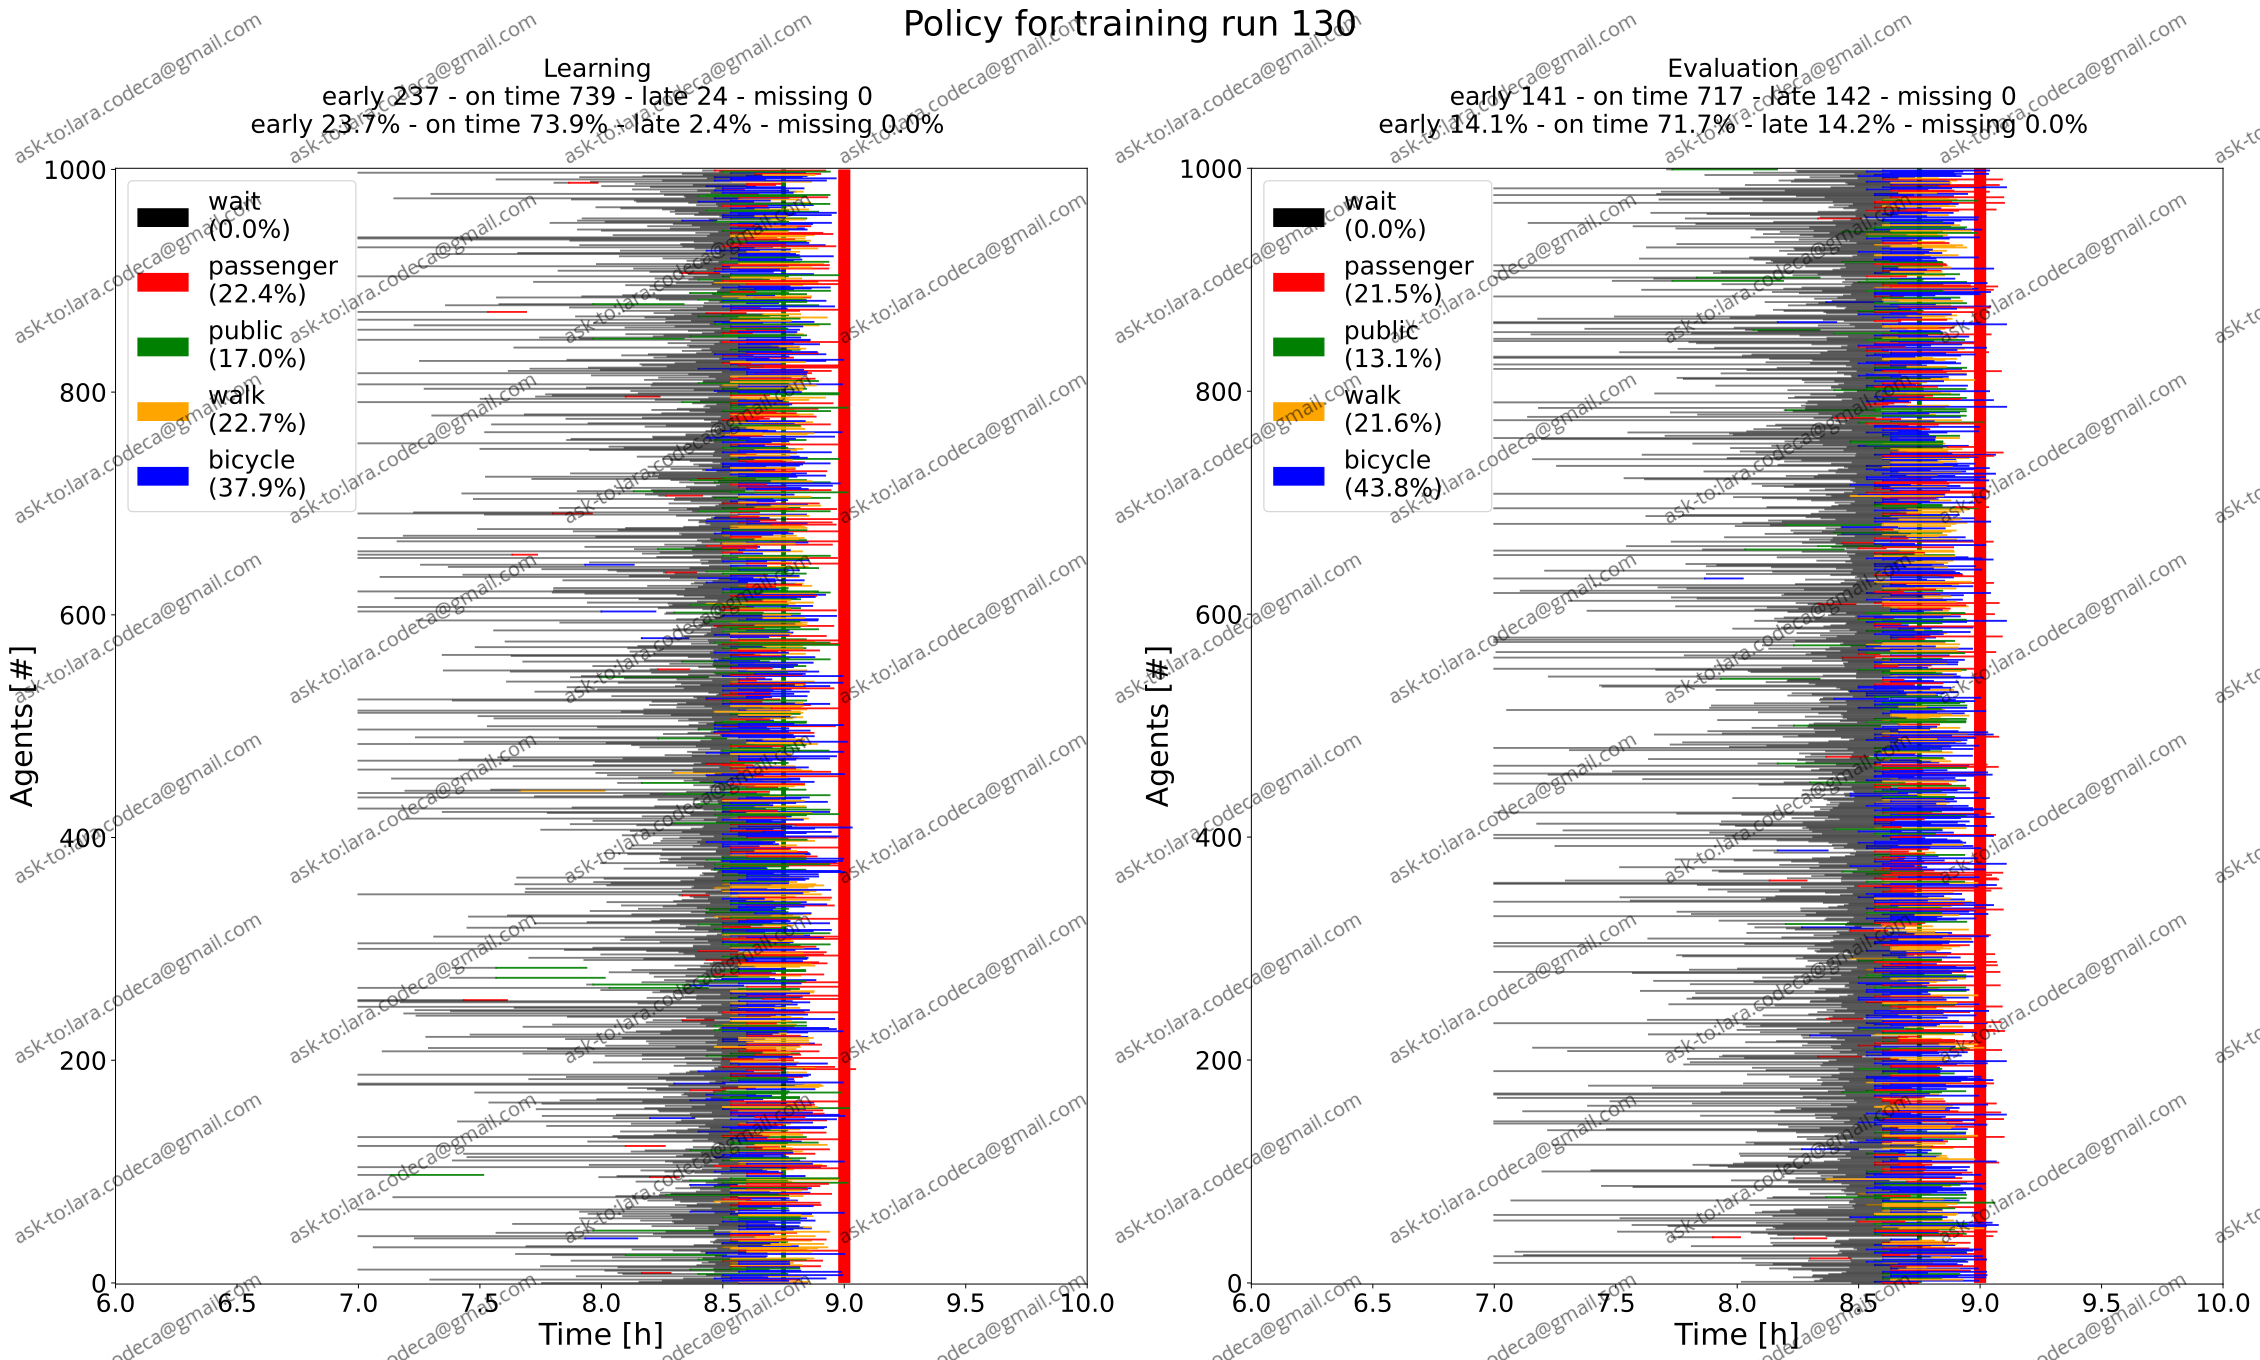 Policy for training run 130
Learning
early 237 - on time 739 - late 24 - missing 0
early 23.7% - on time 73.9% - late 2.4% - missing 0.0%
1000
800
600
400
200
0
Agents [#]
wait
(0.0%)
passenger
(22.4%)
public
(17.0%)
walk
(22.7%)
bicycle
(37.9%)
6.0 6.5 7.0 7.5 8.0 8.5 9.0 9.5 10.0
Time [h]
Evaluation
early 141 - on time 717 - late 142 - missing 0
early 14.1% - on time 71.7% - late 14.2% - missing 0.0%
1000
800
600
400
200
0
Agents [#]
wait
(0.0%)
passenger
(21.5%)
public
(13.1%)
walk
(21.6%)
bicycle
(43.8%)
6.0 6.5 7.0 7.5 8.0 8.5 9.0 9.5 10.0
Time [h]
ask-to:lara.codeca@gmail.com